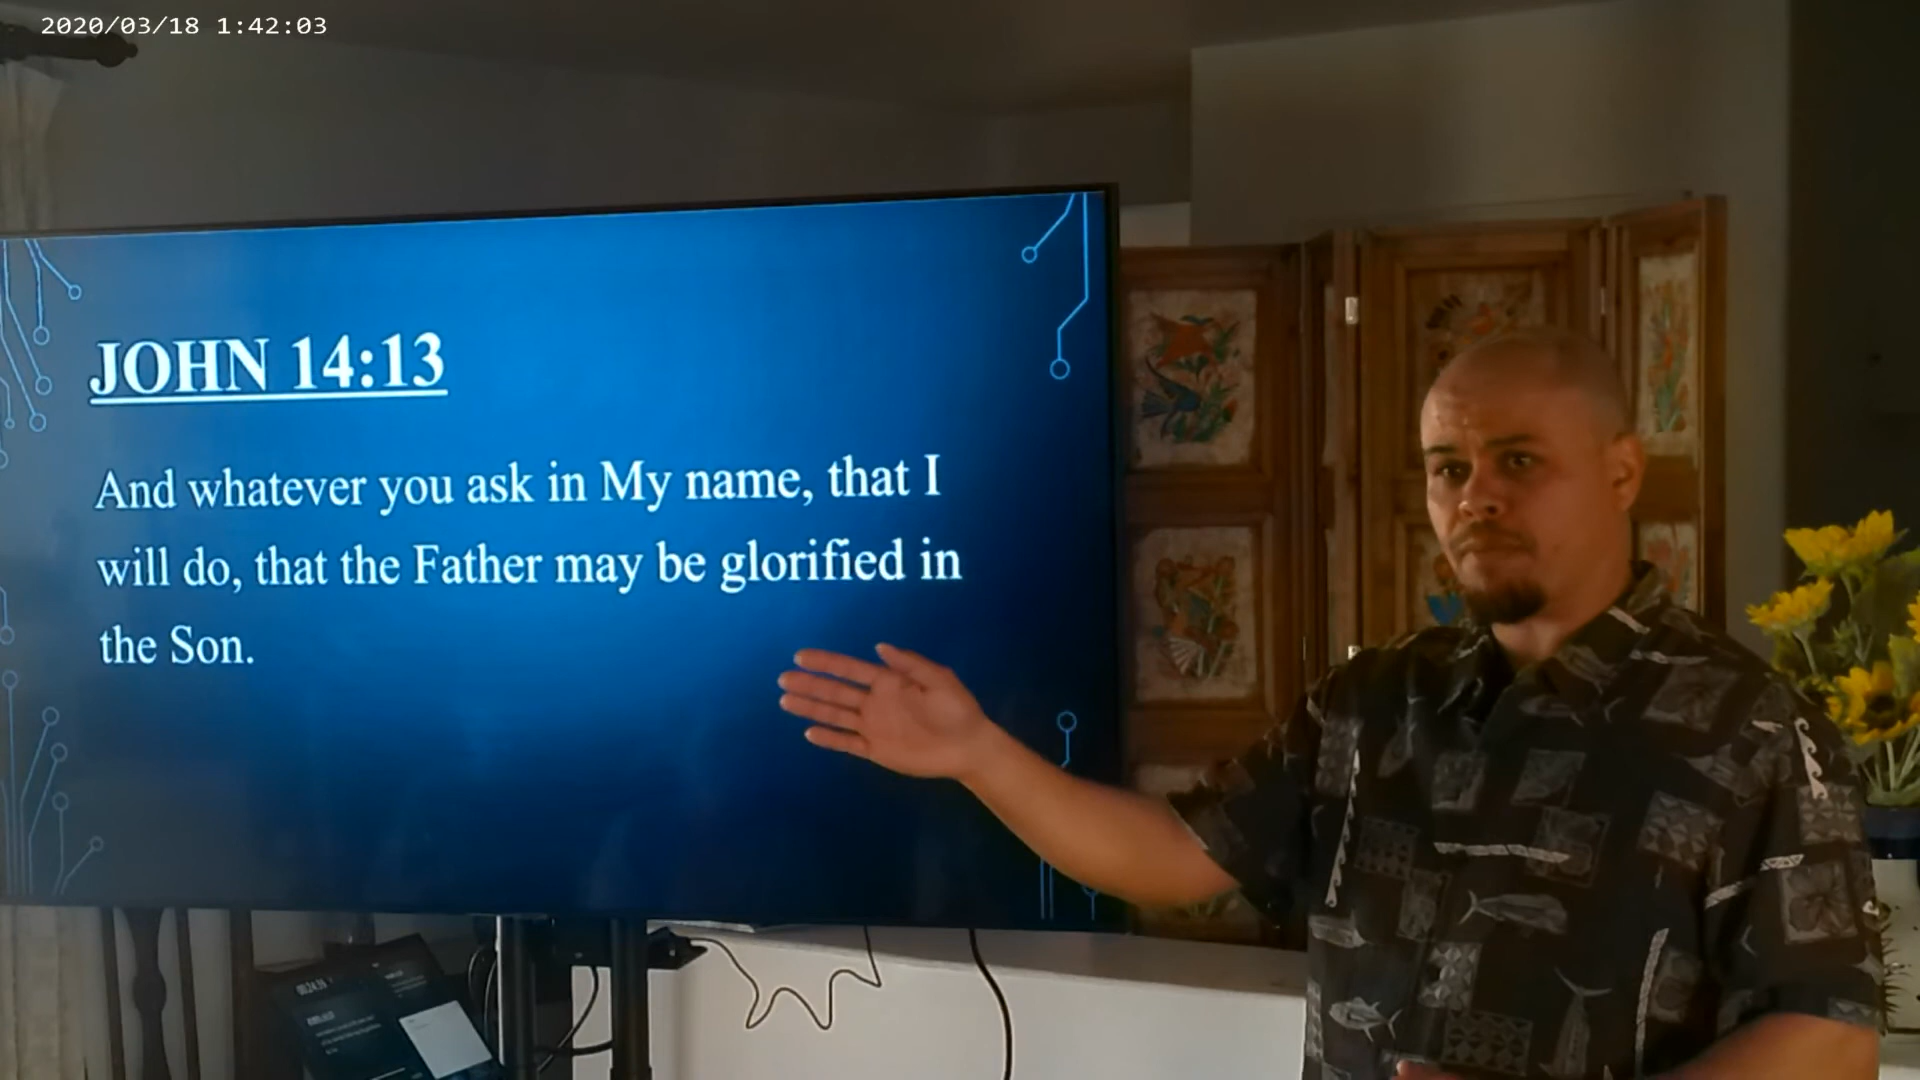 2020/03/18 1:42:03
JOHN 14:13
And whatever you ask in My name, that I
will do, that the Father may be glorified in
the Son.